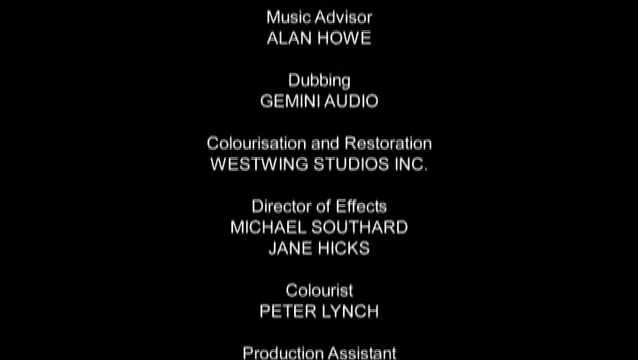 Music Advisor
ALAN HOWE
Dubbing
GEMINI AUDIO
Colourisation and Restoration
WESTWING STUDIOS INC.
Director of Effects
MICHAEL SOUTHARD
JANE HICKS
Colourist
PETER LYNCH
Production Assistant